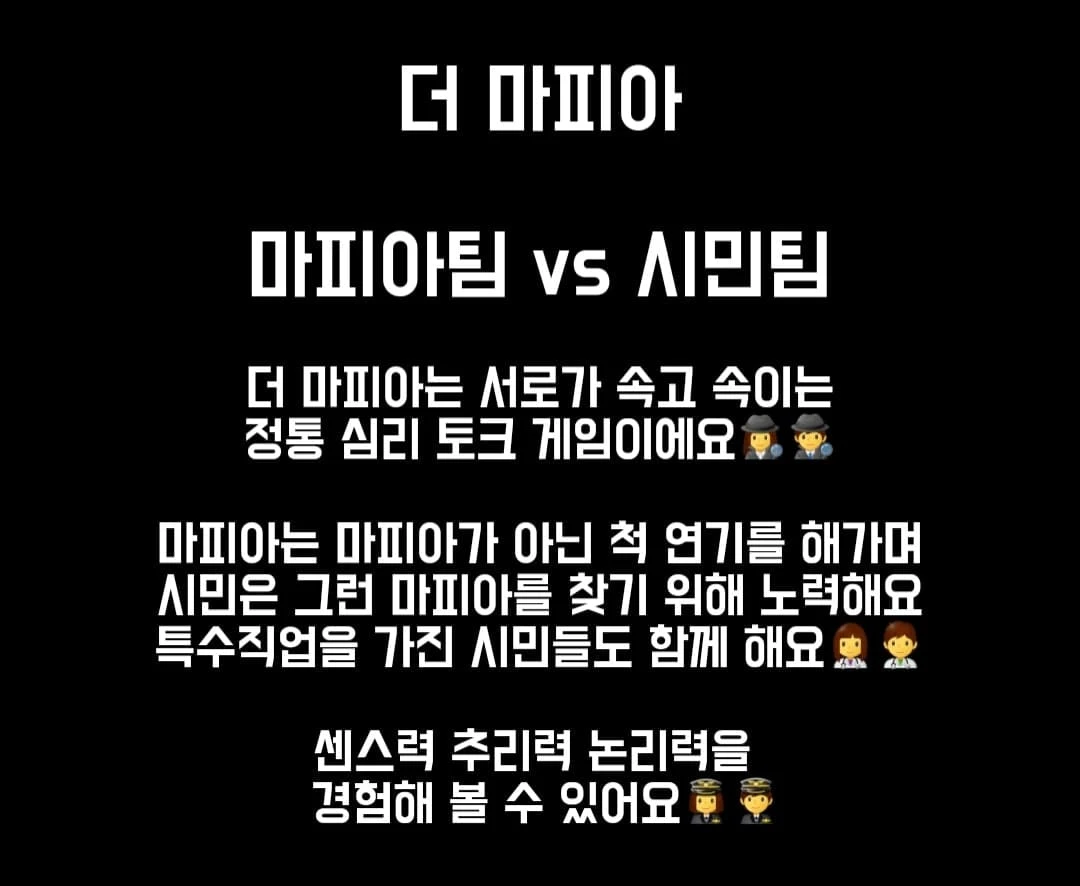 더 마피아
마피아팀 vs 시민팀
더 마피아는 서로가 속고 속이는
정통 심리 토크 게임이에요🕵️‍♀️🕵️‍♂️
마피아는 마피아가 아닌 척 연기를 해가며
시민은 그런 마피아를 찾기 위해 노력해요
특수직업을 가진 시민들도 함께 해요👩‍⚕️👨‍⚕️
센스력 추리력 논리력을
경험해 볼 수 있어요👩‍✈️👨‍✈️